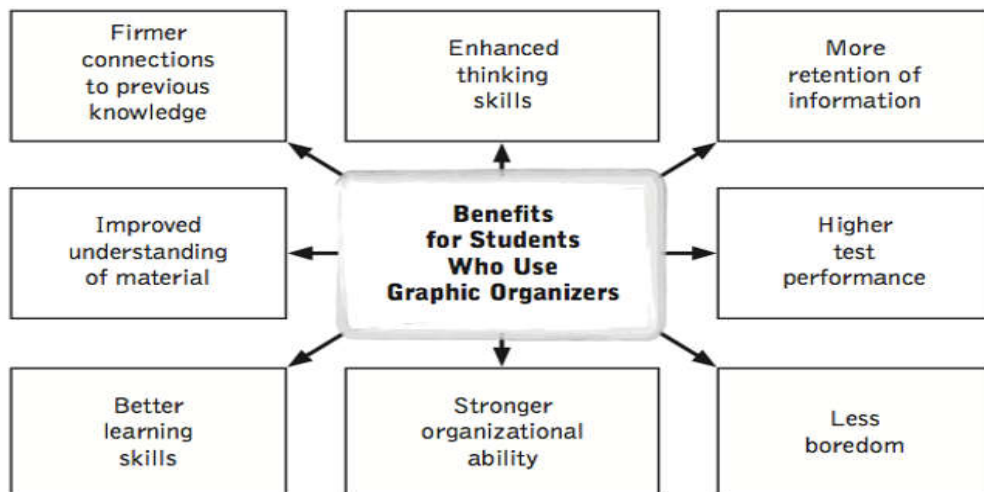 Firmer
connections
to previous
knowledge
Enhanced
thinking
skills
More
retention of
information
Improved
understanding
of material
Benefits
for Students
Who Use
Graphic Organizers
Higher
test
performance
Better
learning
skills
Stronger
organizational
ability
Less
boredom